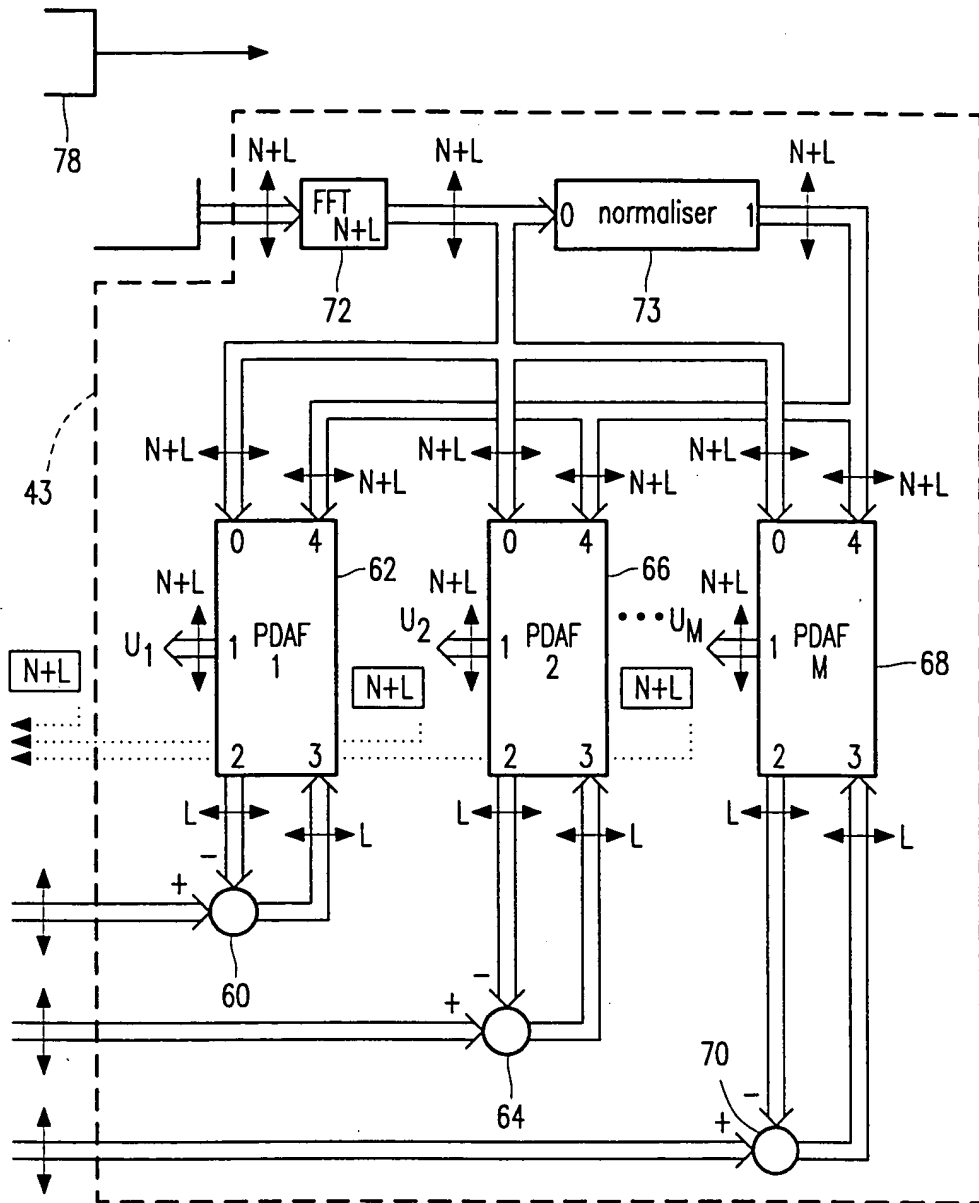 78
N+L N+L N+L
FFT
N+L
0 normaliser 1
72 73
N+L N+L N+L N+L N+L N+L
43
0 4 0 4 0 4
62 66
N+L N+L N+L
U1 1 PDAF 1
U2 1 PDAF 2
••• UM 1 PDAF M
68
N+L N+L N+L
2 3 2 3 2 3
L L L L L L
- +
60
- +
64
70
- +